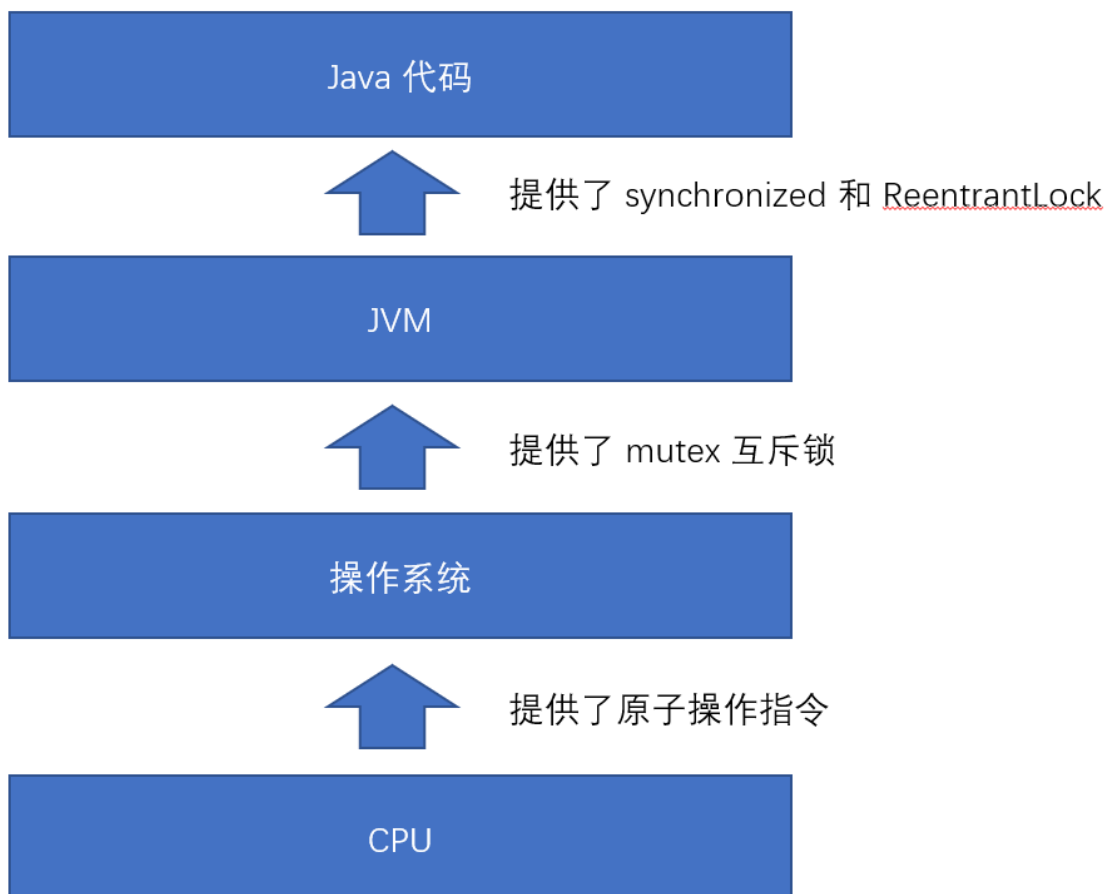 Java 代码
提供了 synchronized 和 ReentrantLock
JVM
提供了 mutex 互斥锁
操作系统
提供了原子操作指令
CPU